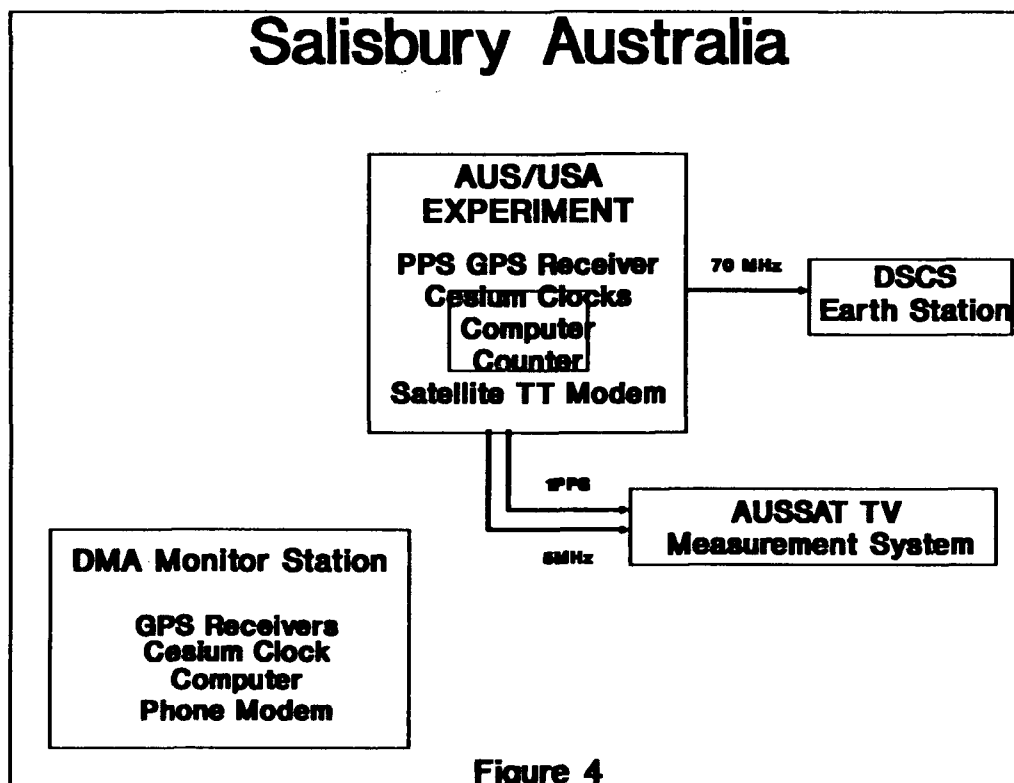 Salisbury Australia
AUS/USA
EXPERIMENT
PPS GPS Receiver
Cesium Clocks
Computer
Counter
Satellite TT Modem
70 MHz
DSCS
Earth Station
1PPS
5MHz
AUSSAT TV
Measurement System
DMA Monitor Station
GPS Receivers
Cesium Clock
Computer
Phone Modem
Figure 4